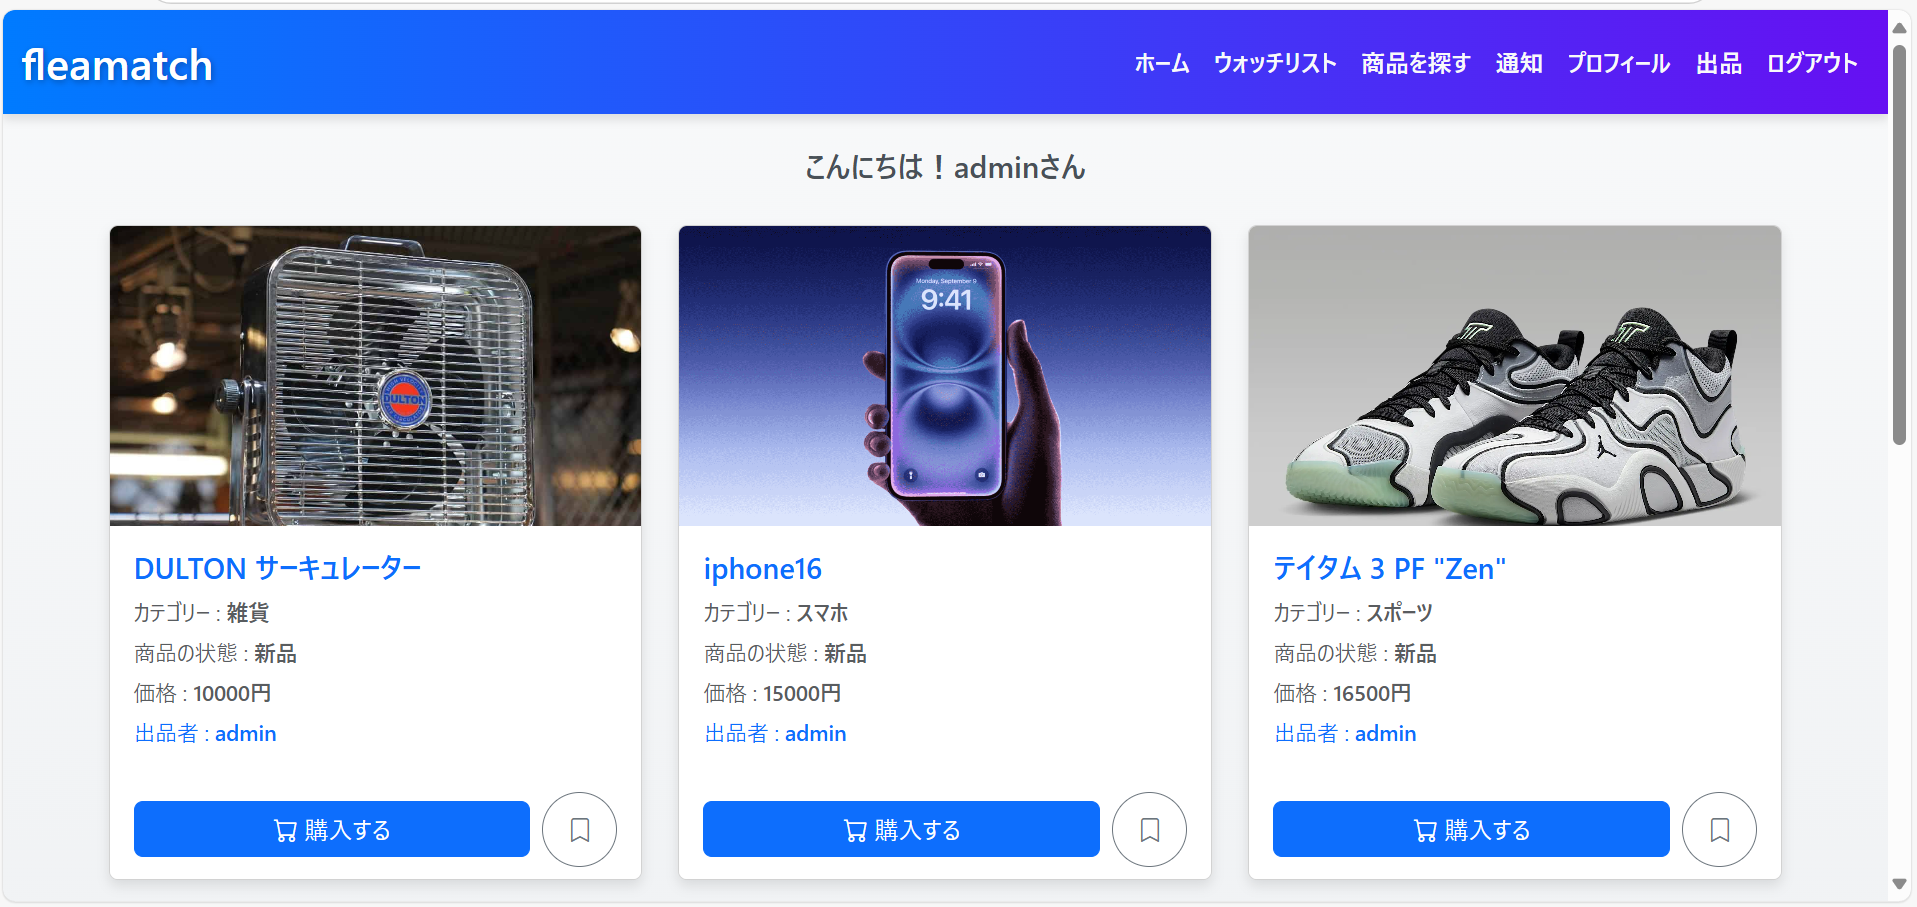 fleamatch
ホーム ウォッチリスト 商品を探す 通知 プロフィール 出品 ログアウト
こんにちは！adminさん
DULTON
Monday, September 9
9:41
DULTON サーキュレーター
カテゴリー : 雑貨
商品の状態 : 新品
価格 : 10000円
出品者 : admin
購入する
iphone16
カテゴリー : スマホ
商品の状態 : 新品
価格 : 15000円
出品者 : admin
購入する
テイタム 3 PF "Zen"
カテゴリー : スポーツ
商品の状態 : 新品
価格 : 16500円
出品者 : admin
購入する